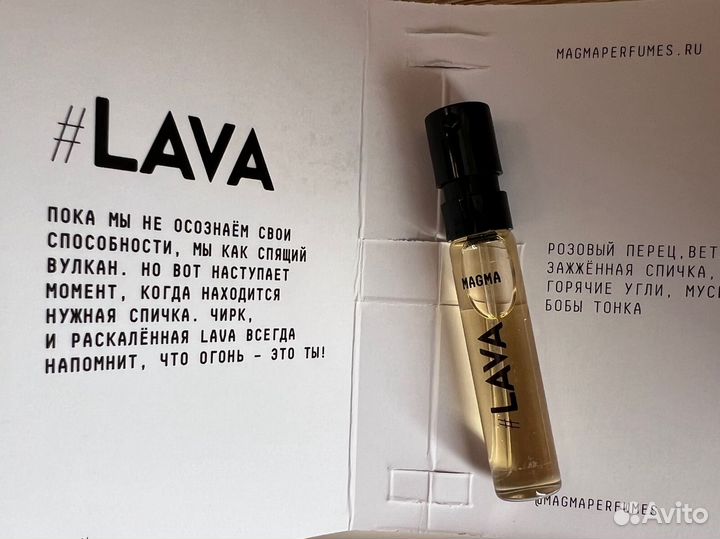 #LAVA
ПОКА МЫ НЕ ОСОЗНАЁМ СВОИ
СПОСОБНОСТИ, МЫ КАК СПЯЩИЙ
ВУЛКАН. НО ВОТ НАСТУПАЕТ
МОМЕНТ, КОГДА НАХОДИТСЯ
НУЖНАЯ СПИЧКА. ЧИРК,
И РАСКАЛЁННАЯ LAVA ВСЕГДА
НАПОМНИТ, ЧТО ОГОНЬ – ЭТО ТЫ!
MAGMAPERFUMES.RU
MAGMA
#LAVA
РОЗОВЫЙ ПЕРЕЦ,
ЗАЖЖЁННАЯ СПИЧКА,
ГОРЯЧИЕ УГЛИ,
БОБЫ ТОНКА
@MAGMAPERFUMES
Avito